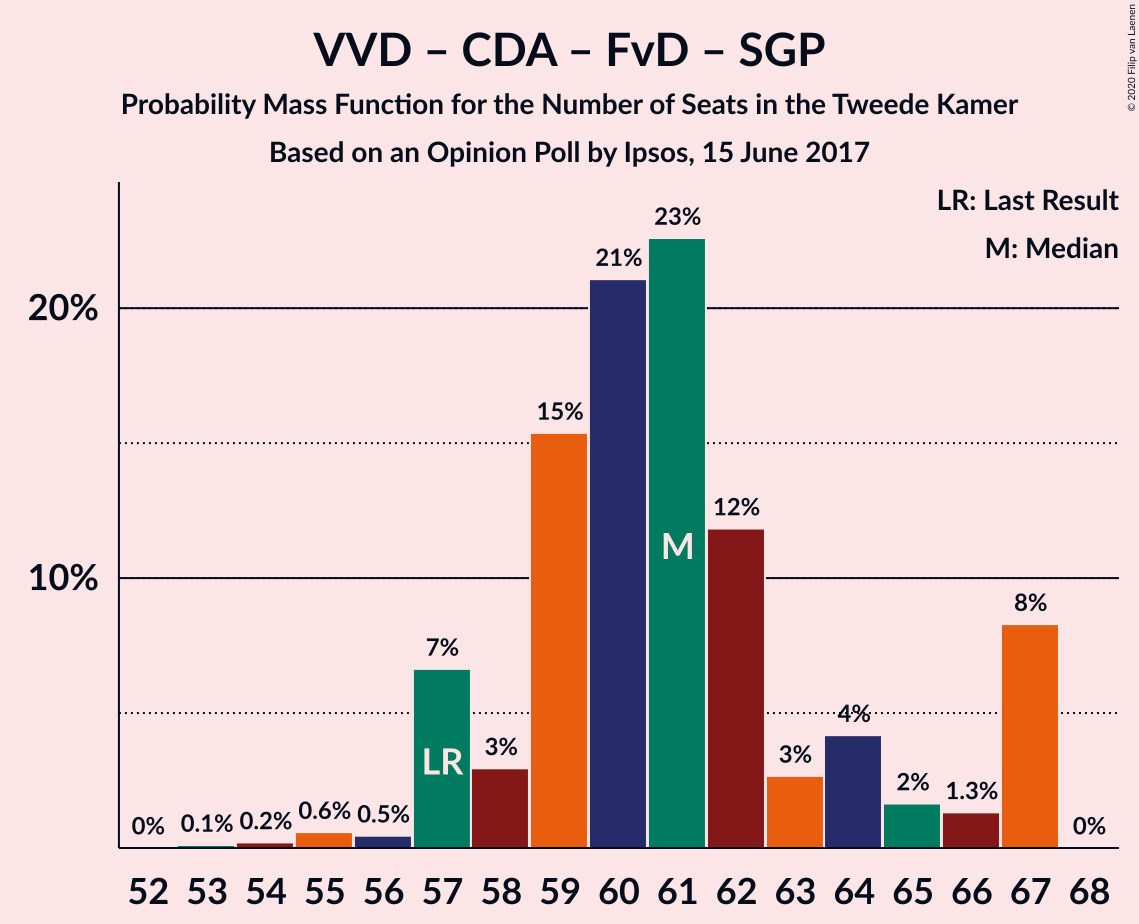 VVD – CDA – FvD – SGP
Probability Mass Function for the Number of Seats in the Tweede Kamer
Based on an Opinion Poll by Ipsos, 15 June 2017
© 2020 Filip van Laenen
LR: Last Result
M: Median
20%
10%
0% 0.1% 0.2% 0.6% 0.5% 7% 3% 15% 21% 23% 12% 3% 4% 2% 1.3% 8% 0%
LR M
52 53 54 55 56 57 58 59 60 61 62 63 64 65 66 67 68